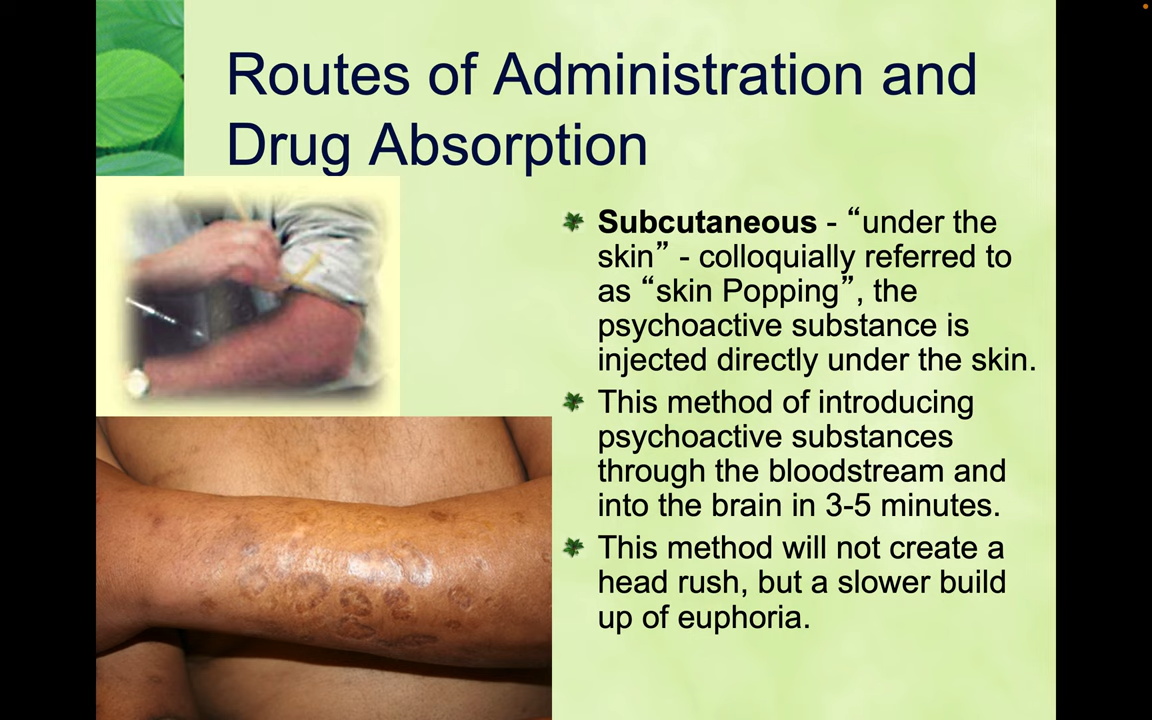 Routes of Administration and
Drug Absorption
Subcutaneous - “under the
skin” - colloquially referred to
as “skin Popping”, the
psychoactive substance is
injected directly under the skin.
This method of introducing
psychoactive substances
through the bloodstream and
into the brain in 3-5 minutes.
This method will not create a
head rush, but a slower build
up of euphoria.